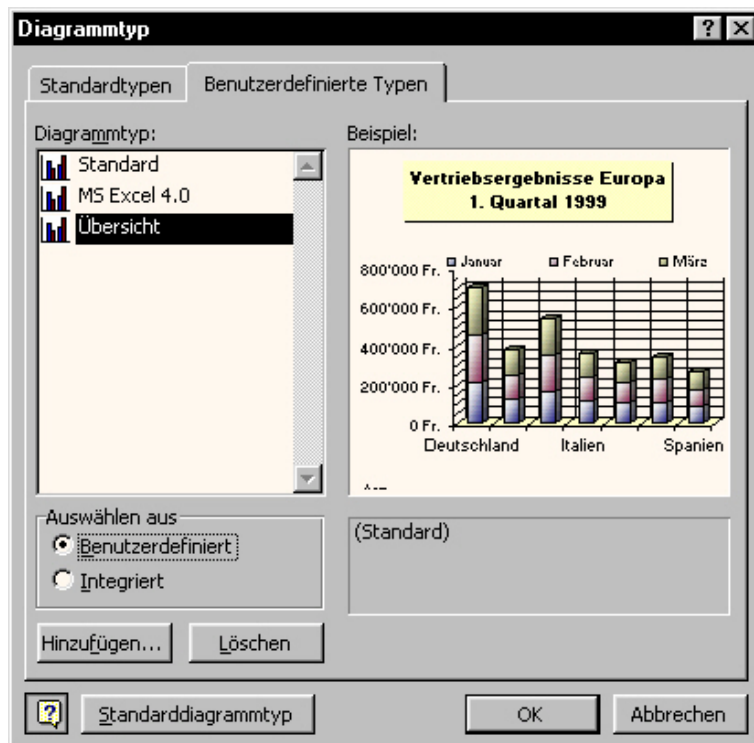 Diagrammtyp
Standardtypen
Benutzerdefinierte Typen
Diagrammtyp:
Standard
MS Excel 4.0
Übersicht
Beispiel:
Vertriebsergebnisse Europa
1. Quartal 1999
Januar Februar März
800'000 Fr.
600'000 Fr.
400'000 Fr.
200'000 Fr.
0 Fr.
Deutschland Italien Spanien
Auswählen aus
Benutzerdefiniert
Integriert
(Standard)
Hinzufügen... Löschen
Standarddiagrammtyp OK Abbrechen